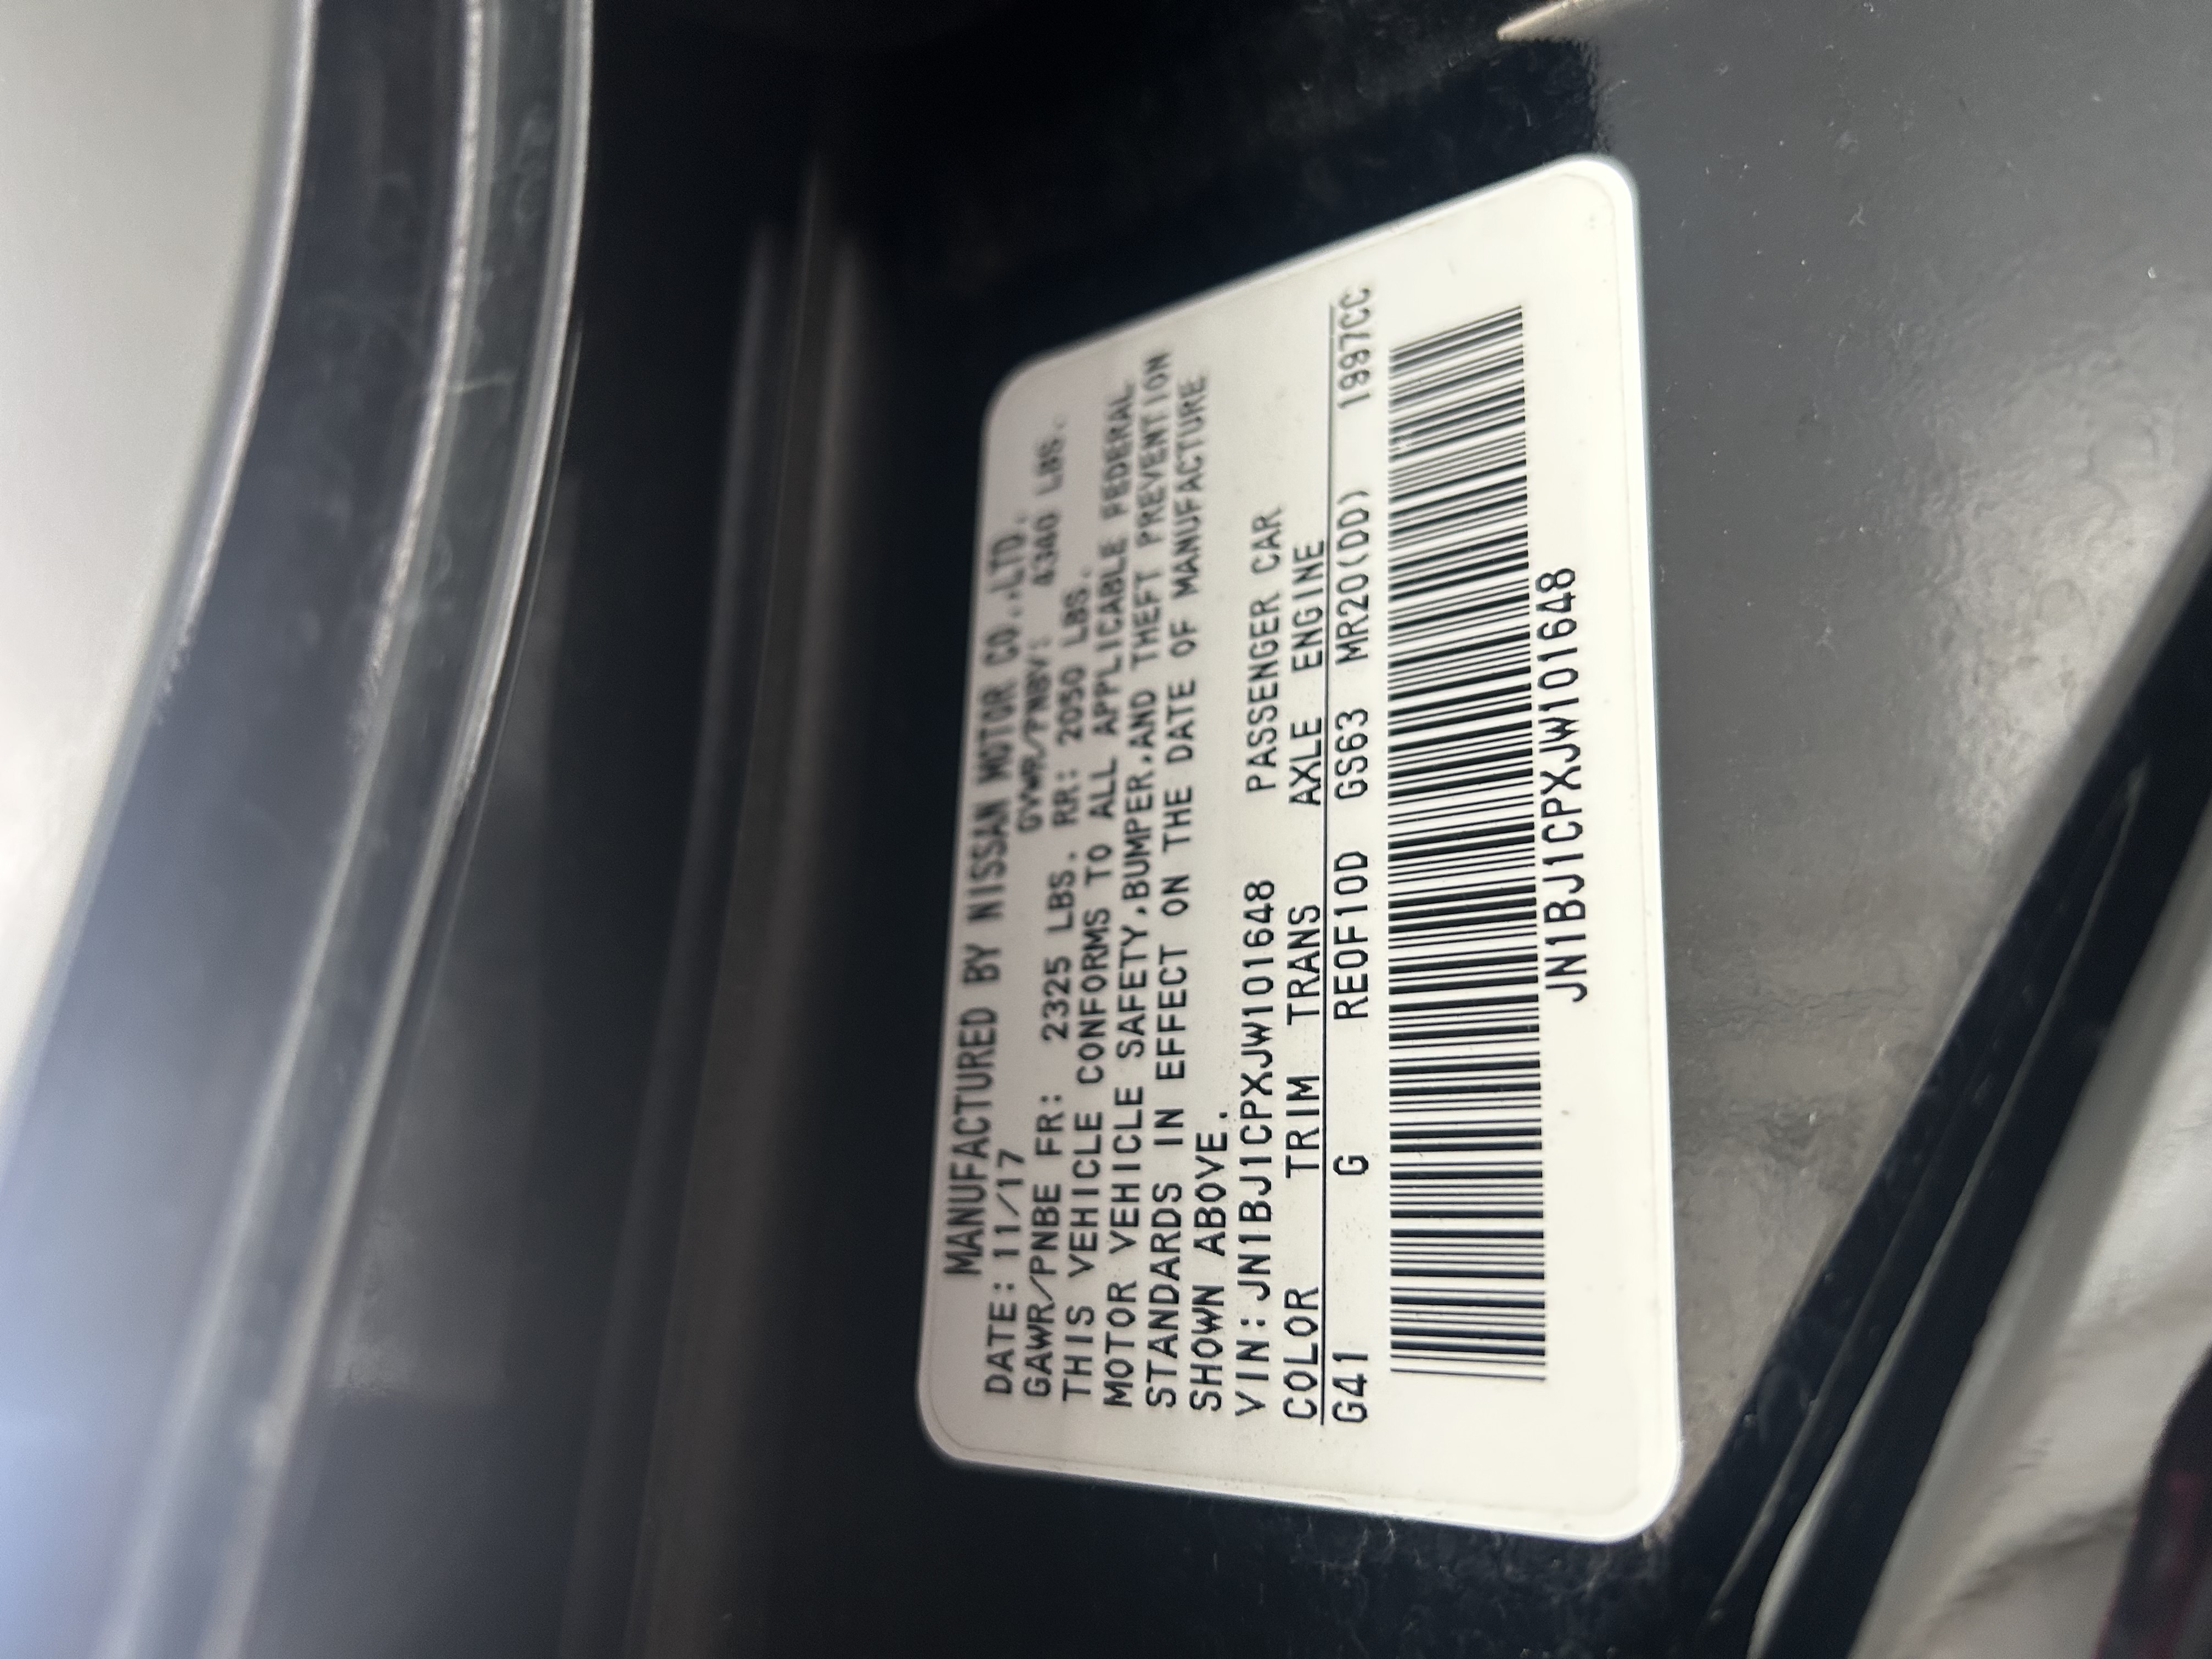 MANUFACTURED BY NISSAN MOTOR CO.,LTD.
DATE:11/17 GVWR/PNBV: 4340 LBS.
GAWR/PNBE FR: 2325 LBS. RR: 2050 LBS.
THIS VEHICLE CONFORMS TO ALL APPLICABLE FEDERAL
MOTOR VEHICLE SAFETY,BUMPER,AND THEFT PREVENTION
STANDARDS IN EFFECT ON THE DATE OF MANUFACTURE
SHOWN ABOVE.
VIN:JN1BJ1CPXJW101648 PASSENGER CAR
COLOR TRIM TRANS AXLE ENGINE
G41 G RE0F10D GS63 MR20(DD) 1997CC
JN1BJ1CPXJW101648